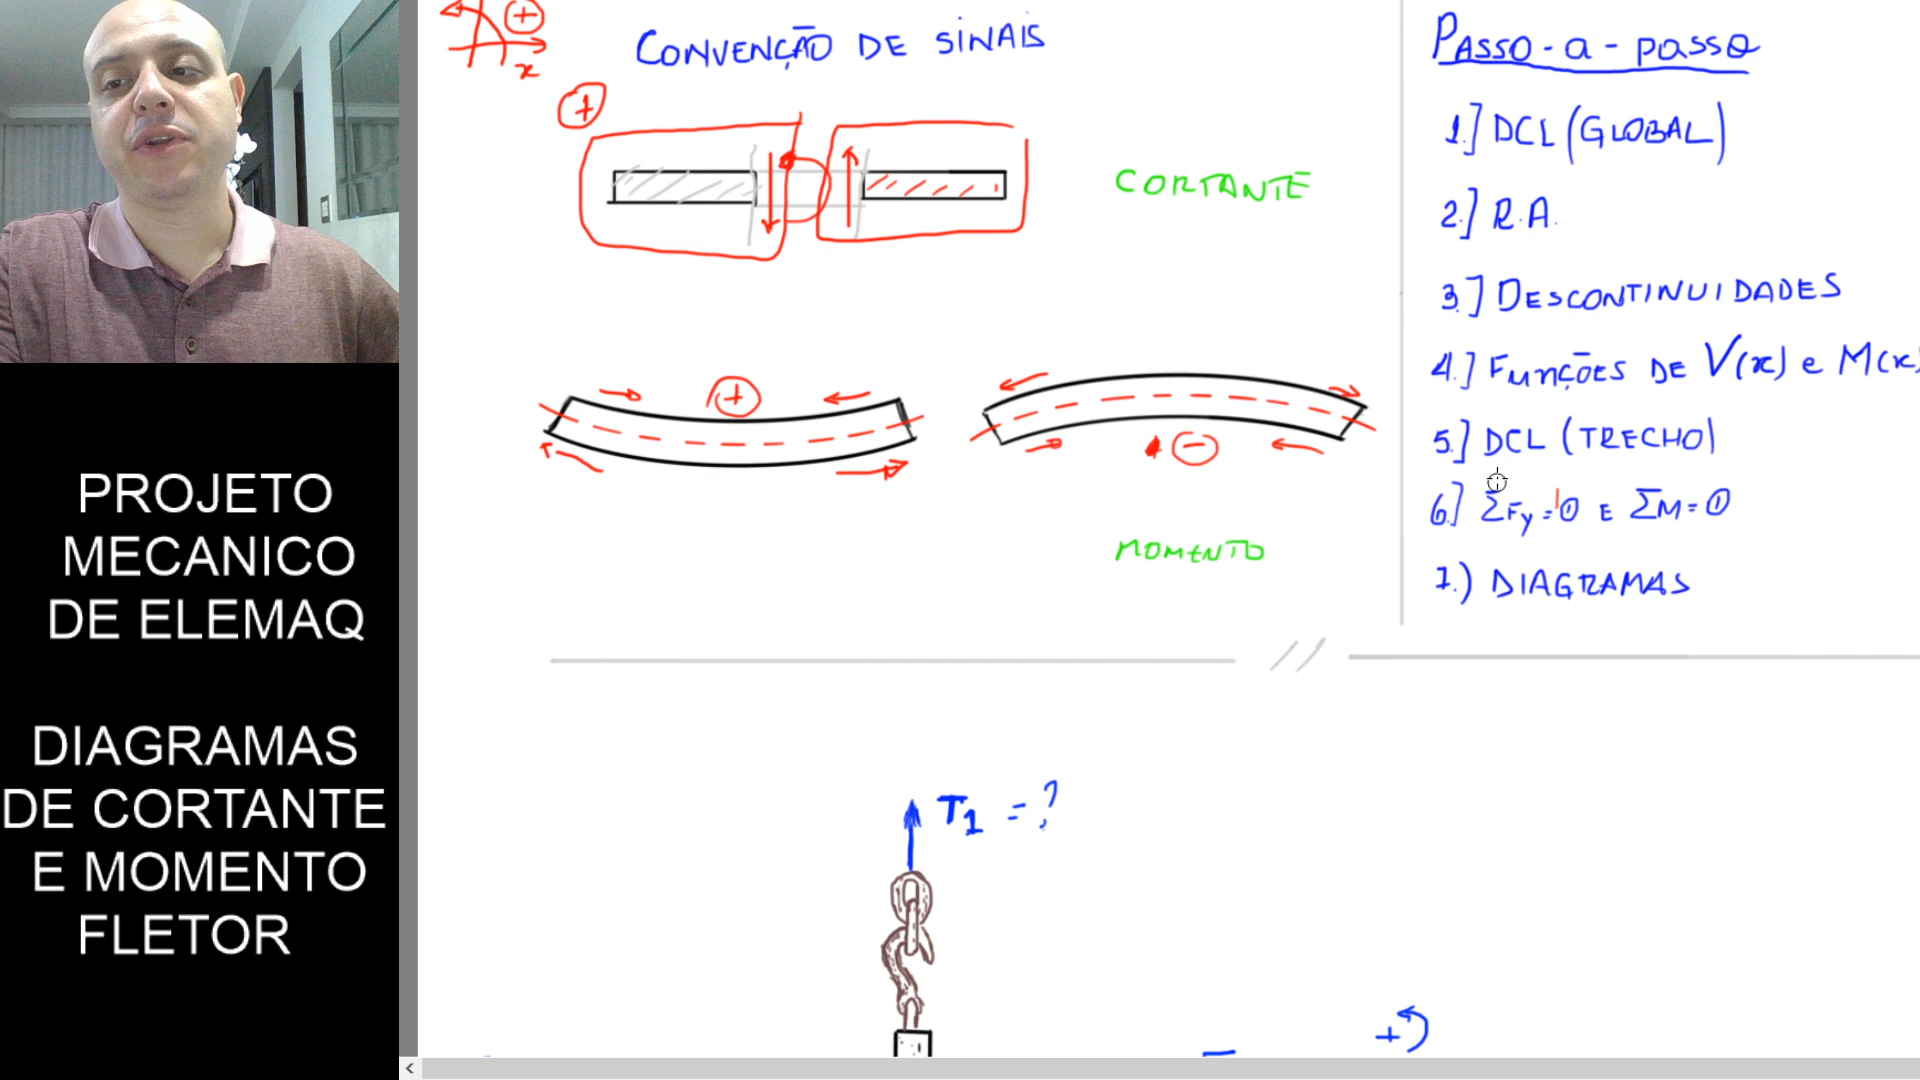 PROJETO
MECANICO
DE ELEMAQ
DIAGRAMAS
DE CORTANTE
E MOMENTO
FLETOR
+
x
CONVENÇÃO DE SINAIS
+
CORTANTE
+
-
MOMENTO
PASSO-a-passo
1.] DCL (GLOBAL)
2.] R.A.
3.] DESCONTINUIDADES
4.] FUNÇÕES DE V(x) e M(x)
5.] DCL (TRECHO)
6.] ΣFy=0 E ΣM=0
7.) DIAGRAMAS
T1 = ?
+